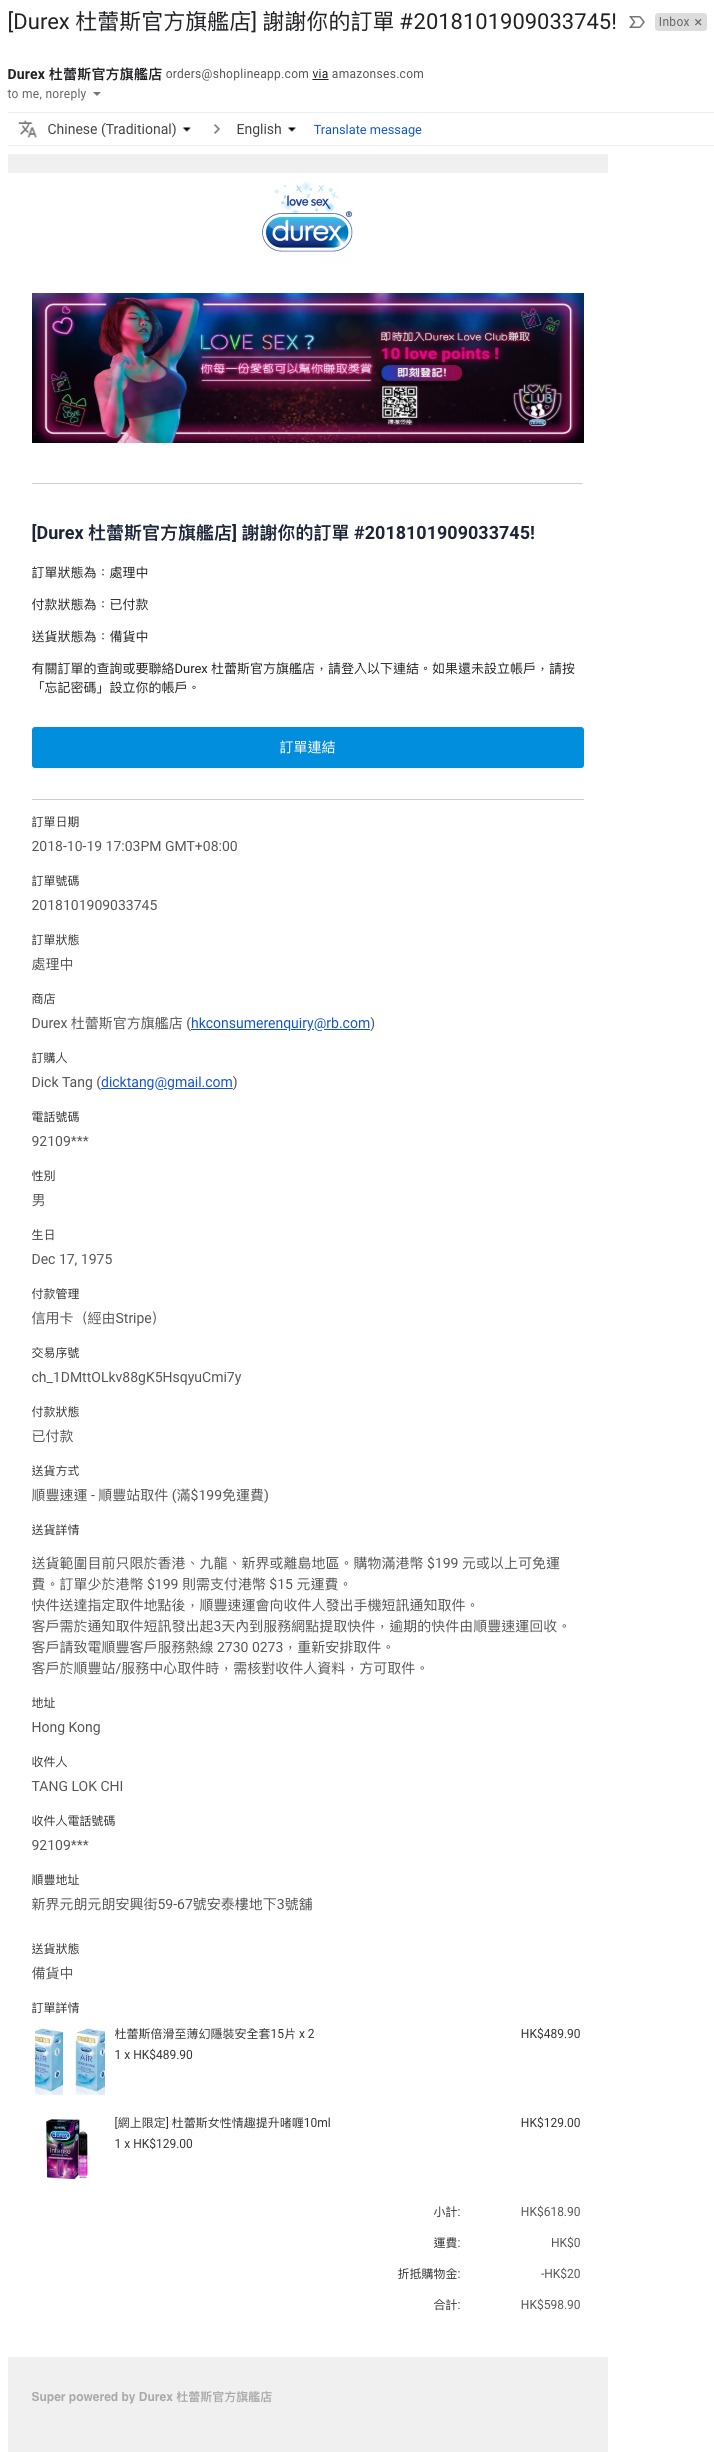 [Durex 杜蕾斯官方旗艦店] 謝謝你的訂單 #2018101909033745!
Inbox ×
Durex 杜蕾斯官方旗艦店 orders@shoplineapp.com via amazonses.com
to me, noreply
Chinese (Traditional) > English Translate message
love sex
durex®
LOVE SEX ?
你每一份愛都可以幫你賺取獎賞
即時加入Durex Love Club賺取
10 love points !
即刻登記!
LOVE
CLUB
durex
[Durex 杜蕾斯官方旗艦店] 謝謝你的訂單 #2018101909033745!
訂單狀態為：處理中
付款狀態為：已付款
送貨狀態為：備貨中
有關訂單的查詢或要聯絡Durex 杜蕾斯官方旗艦店，請登入以下連結。如果還未設立帳戶，請按
「忘記密碼」設立你的帳戶。
訂單連結
訂單日期
2018-10-19 17:03PM GMT+08:00
訂單號碼
2018101909033745
訂單狀態
處理中
商店
Durex 杜蕾斯官方旗艦店 (hkconsumerenquiry@rb.com)
訂購人
Dick Tang (dicktang@gmail.com)
電話號碼
92109***
性別
男
生日
Dec 17, 1975
付款管理
信用卡（經由Stripe）
交易序號
ch_1DMttOLkv88gK5HsqyuCmi7y
付款狀態
已付款
送貨方式
順豐速運 - 順豐站取件 (滿$199免運費)
送貨詳情
送貨範圍目前只限於香港、九龍、新界或離島地區。購物滿港幣 $199 元或以上可免運
費。訂單少於港幣 $199 則需支付港幣 $15 元運費。
快件送達指定取件地點後，順豐速運會向收件人發出手機短訊通知取件。
客戶需於通知取件短訊發出起3天內到服務網點提取快件，逾期的快件由順豐速運回收。
客戶請致電順豐客戶服務熱線 2730 0273，重新安排取件。
客戶於順豐站/服務中心取件時，需核對收件人資料，方可取件。
地址
Hong Kong
收件人
TANG LOK CHI
收件人電話號碼
92109***
順豐地址
新界元朗元朗安興街59-67號安泰樓地下3號舖
送貨狀態
備貨中
訂單詳情
AiR
AiR
杜蕾斯倍滑至薄幻隱裝安全套15片 x 2 HK$489.90
1 x HK$489.90
durex
Intense
[網上限定] 杜蕾斯女性情趣提升啫喱10ml HK$129.00
1 x HK$129.00
小計: HK$618.90
運費: HK$0
折抵購物金: -HK$20
合計: HK$598.90
Super powered by Durex 杜蕾斯官方旗艦店